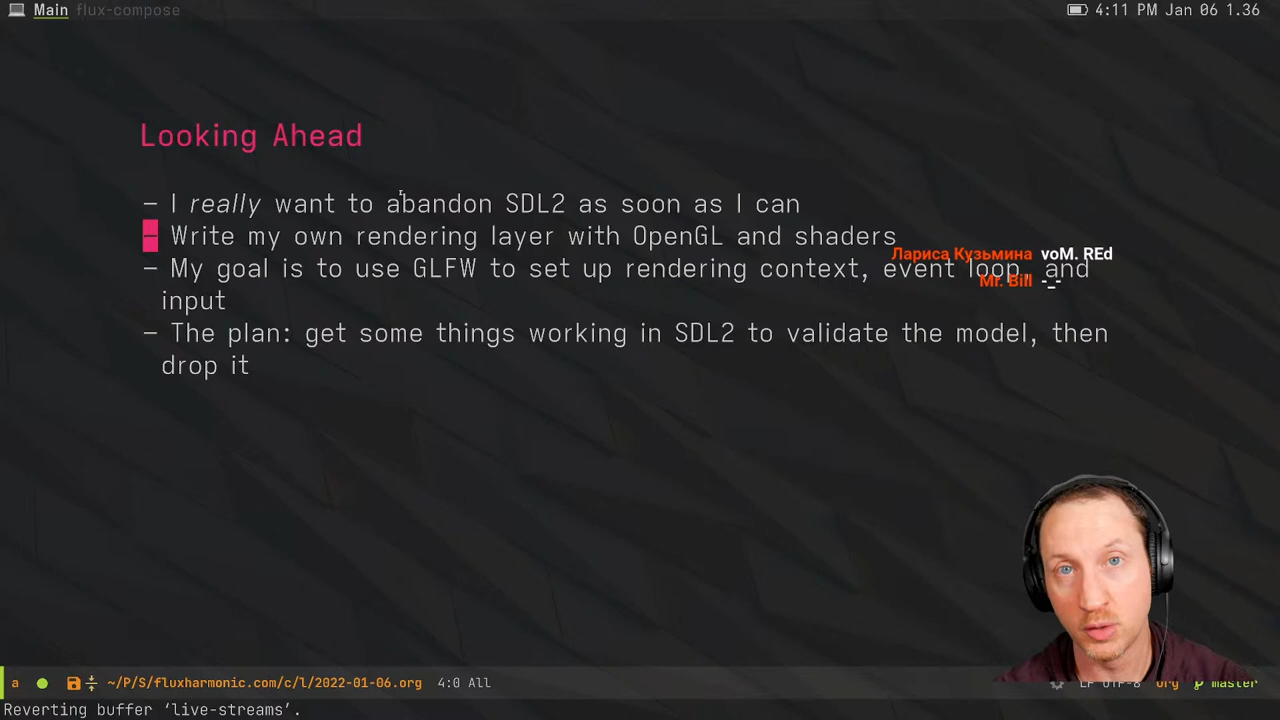 Main flux-compose
4:11 PM Jan 06 1.36
Looking Ahead
– I really want to abandon SDL2 as soon as I can
– Write my own rendering layer with OpenGL and shaders
Лариса Кузьмина voM. REd
– My goal is to use GLFW to set up rendering context, event loop, and
Mr. Bill -_-
input
– The plan: get some things working in SDL2 to validate the model, then
drop it
a ~/P/S/fluxharmonic.com/c/l/2022-01-06.org 4:0 All
LF UTF-8 org master
Reverting buffer ‘live-streams’.